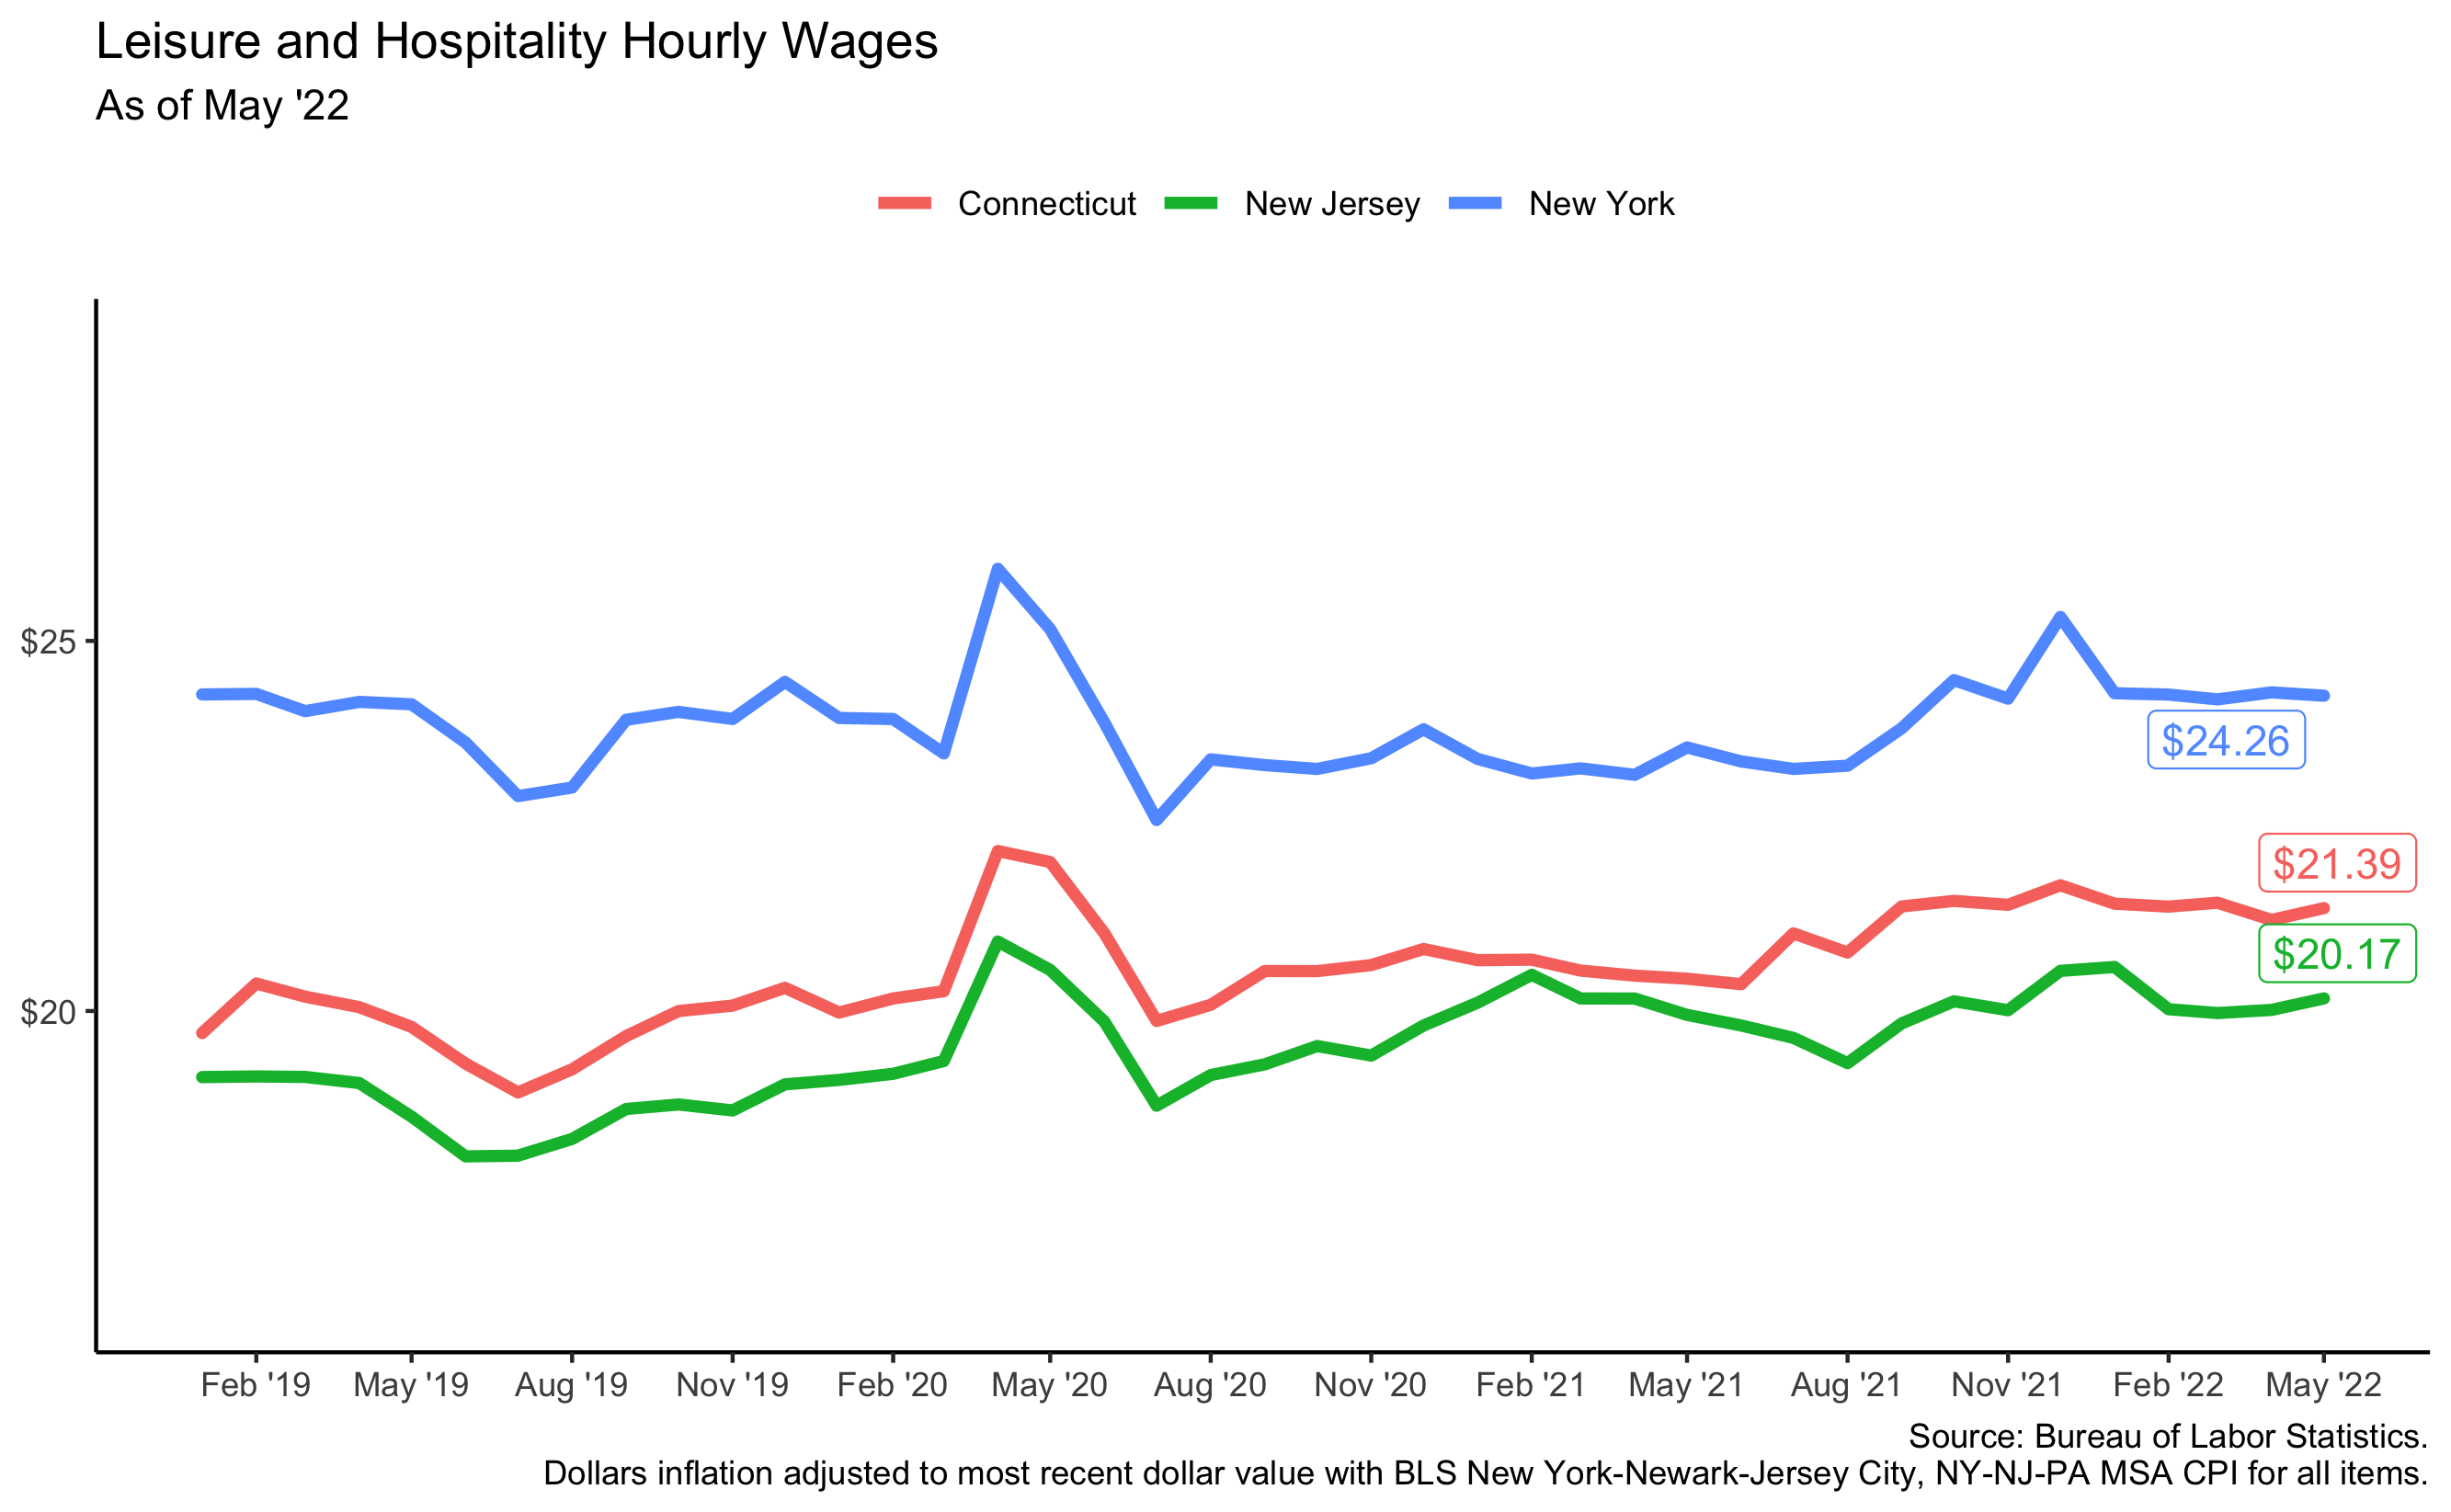 Leisure and Hospitality Hourly Wages
As of May '22
Connecticut New Jersey New York
$25
$20
$24.26
$21.39
$20.17
Feb '19 May '19 Aug '19 Nov '19 Feb '20 May '20 Aug '20 Nov '20 Feb '21 May '21 Aug '21 Nov '21 Feb '22 May '22
Source: Bureau of Labor Statistics.
Dollars inflation adjusted to most recent dollar value with BLS New York-Newark-Jersey City, NY-NJ-PA MSA CPI for all items.